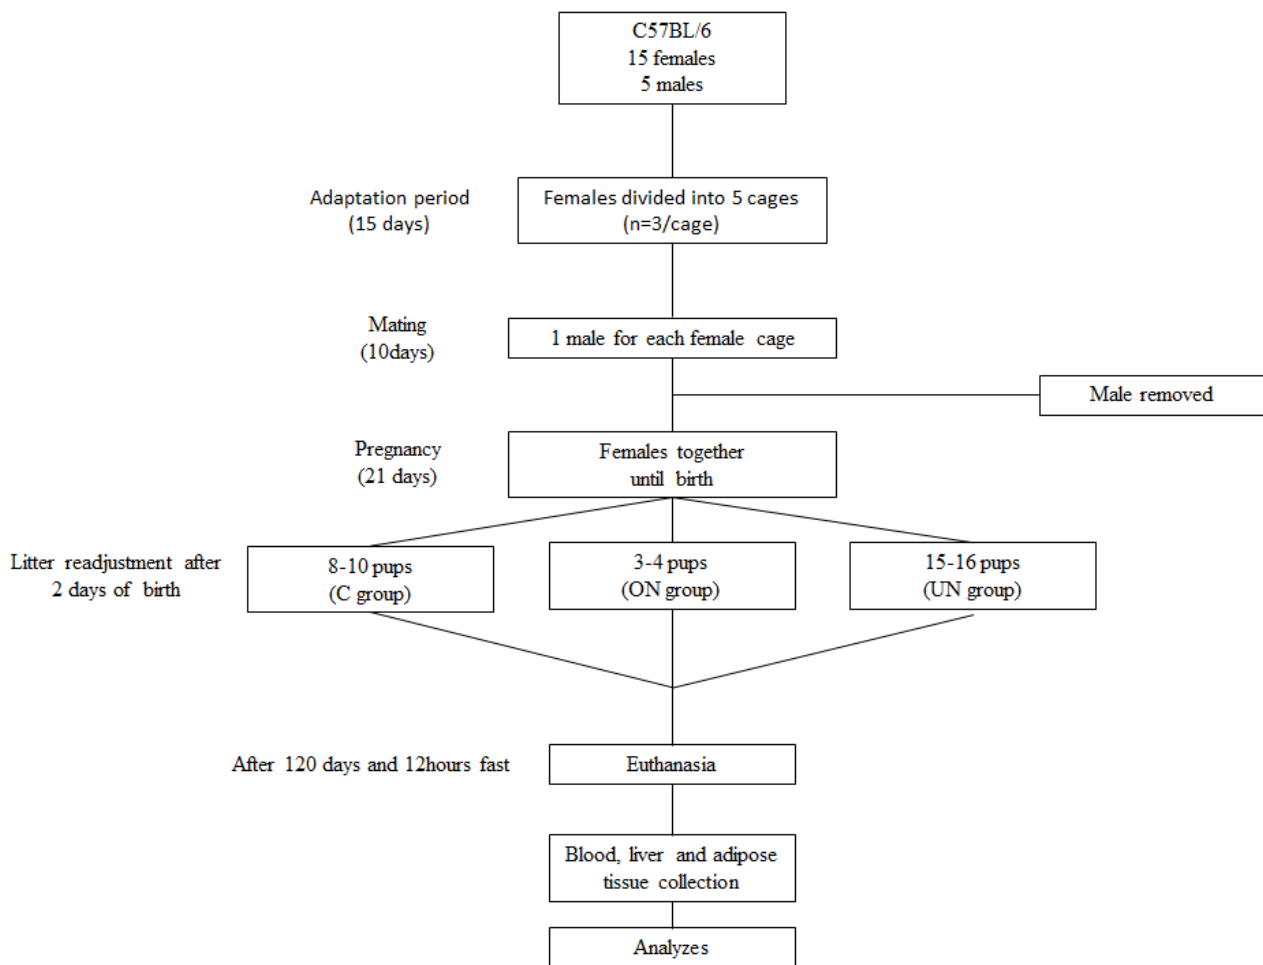 C57BL/6
15 females
5 males
Adaptation period
(15 days)
Females divided into 5 cages
(n=3/cage)
Mating
(10days)
1 male for each female cage
Male removed
Pregnancy
(21 days)
Females together
until birth
Litter readjustment after
2 days of birth
8-10 pups
(C group)
3-4 pups
(ON group)
15-16 pups
(UN group)
After 120 days and 12hours fast
Euthanasia
Blood, liver and adipose
tissue collection
Analyzes